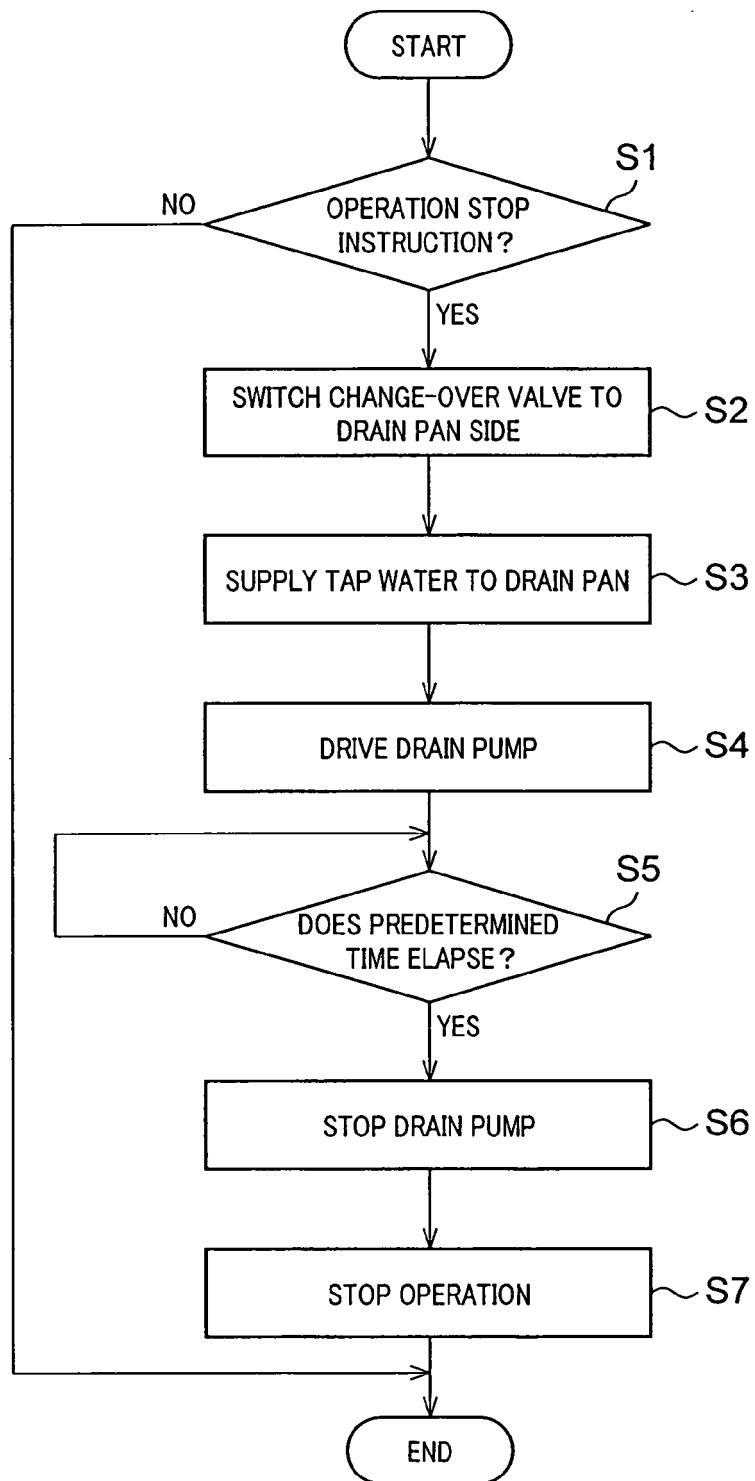 START
S1
NO
OPERATION STOP
INSTRUCTION?
YES
SWITCH CHANGE-OVER VALVE TO
DRAIN PAN SIDE
S2
SUPPLY TAP WATER TO DRAIN PAN
S3
DRIVE DRAIN PUMP
S4
S5
NO
DOES PREDETERMINED
TIME ELAPSE?
YES
STOP DRAIN PUMP
S6
STOP OPERATION
S7
END